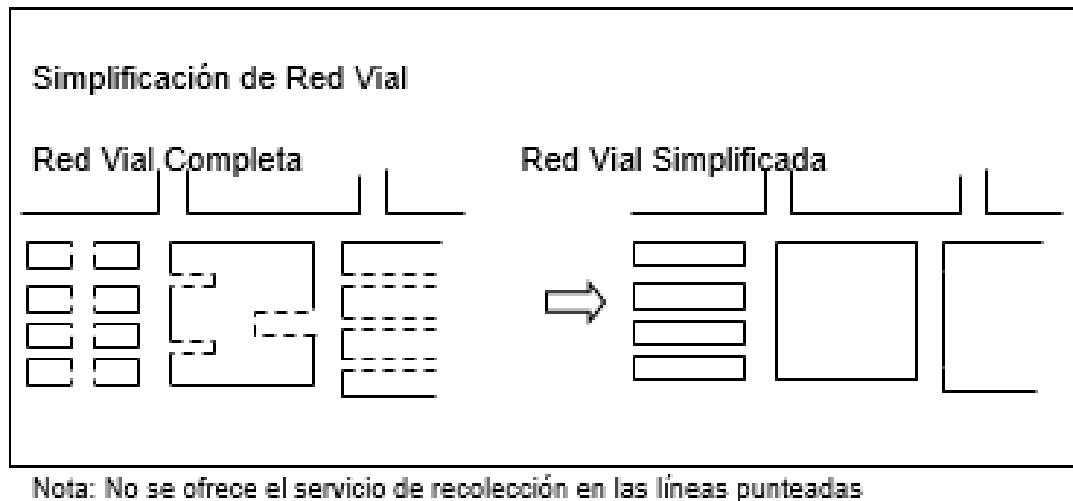 Simplificación de Red Vial
Red Vial Completa
Red Vial Simplificada
Nota: No se ofrece el servicio de recolección en las líneas punteadas